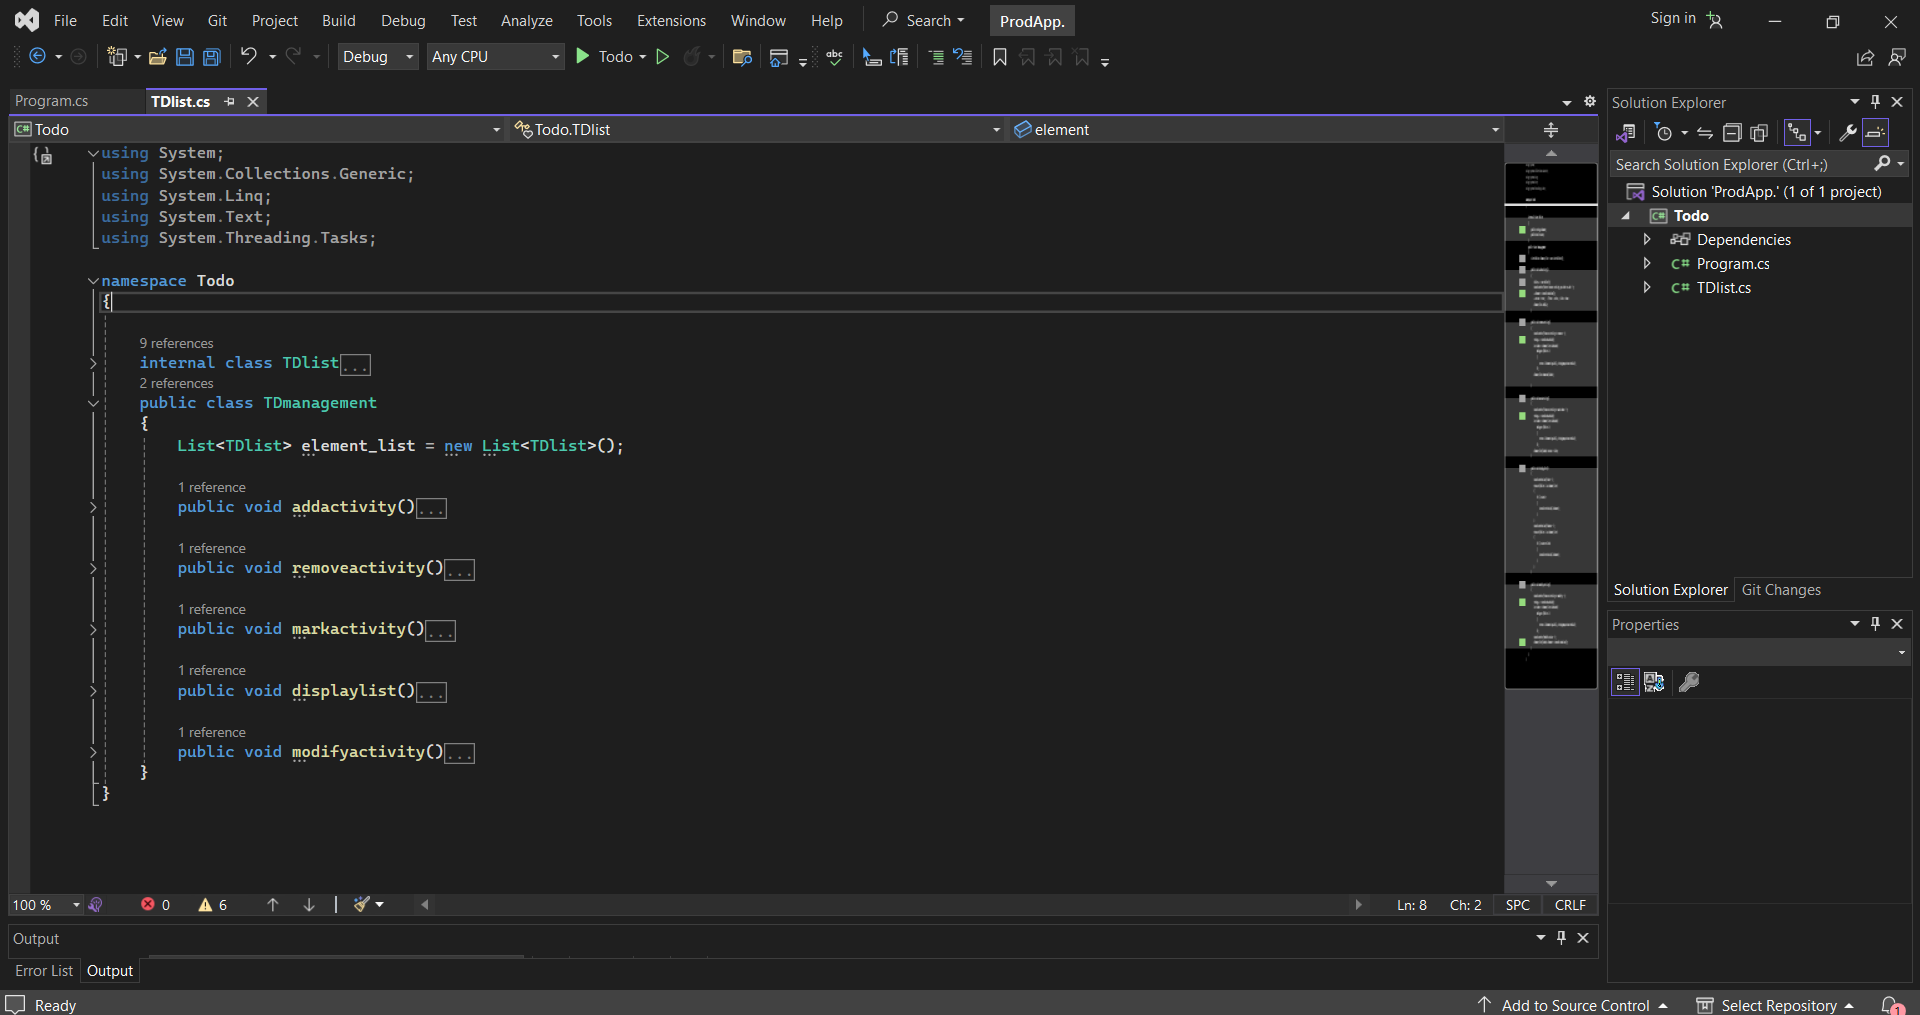 File Edit View Git Project Build Debug Test Analyze Tools Extensions Window Help Search ProdApp. Sign in
Debug Any CPU Todo
Program.cs TDlist.cs
Todo Todo.TDlist element
using System;
using System.Collections.Generic;
using System.Linq;
using System.Text;
using System.Threading.Tasks;
namespace Todo
{
9 references
internal class TDlist...
2 references
public class TDmanagement
{
List<TDlist> element_list = new List<TDlist>();
1 reference
public void addactivity()...
1 reference
public void removeactivity()...
1 reference
public void markactivity()...
1 reference
public void displaylist()...
1 reference
public void modifyactivity()...
}
}
100 % 0 6 Ln: 8 Ch: 2 SPC CRLF
Output
Error List Output
Solution Explorer
Search Solution Explorer (Ctrl+;)
Solution 'ProdApp.' (1 of 1 project)
C# Todo
Dependencies
C# Program.cs
C# TDlist.cs
Solution Explorer Git Changes
Properties
Ready Add to Source Control Select Repository 1